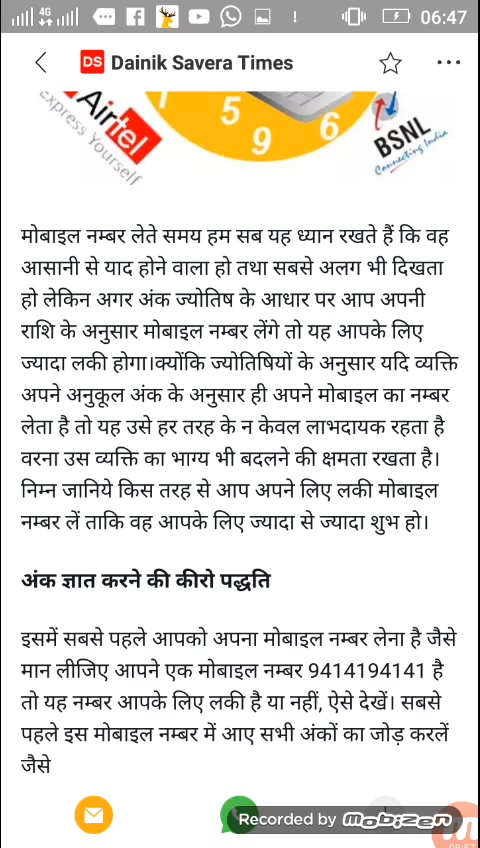 4G
06:47
DS Dainik Savera Times
Airtel
Express Yourself
5
9
6
BSNL
Connecting India
मोबाइल नम्बर लेते समय हम सब यह ध्यान रखते हैं कि वह
आसानी से याद होने वाला हो तथा सबसे अलग भी दिखता
हो लेकिन अगर अंक ज्योतिष के आधार पर आप अपनी
राशि के अनुसार मोबाइल नम्बर लेंगे तो यह आपके लिए
ज्यादा लकी होगा।क्योंकि ज्योतिषियों के अनुसार यदि व्यक्ति
अपने अनुकूल अंक के अनुसार ही अपने मोबाइल का नम्बर
लेता है तो यह उसे हर तरह के न केवल लाभदायक रहता है
वरना उस व्यक्ति का भाग्य भी बदलने की क्षमता रखता है।
निम्न जानिये किस तरह से आप अपने लिए लकी मोबाइल
नम्बर लें ताकि वह आपके लिए ज्यादा से ज्यादा शुभ हो।
अंक ज्ञात करने की कीरो पद्धति
इसमें सबसे पहले आपको अपना मोबाइल नम्बर लेना है जैसे
मान लीजिए आपने एक मोबाइल नम्बर 9414194141 है
तो यह नम्बर आपके लिए लकी है या नहीं, ऐसे देखें। सबसे
पहले इस मोबाइल नम्बर में आए सभी अंकों का जोड़ करलें
जैसे
Recorded by mobizen